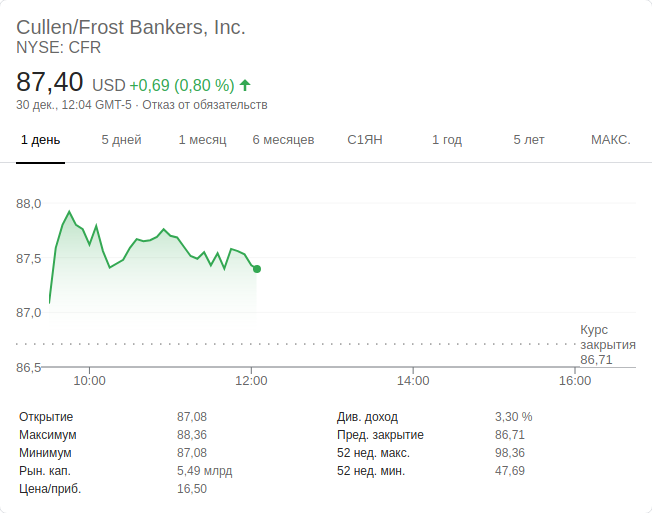 Cullen/Frost Bankers, Inc.
NYSE: CFR
87,40 USD +0,69 (0,80 %)
30 дек., 12:04 GMT-5 · Отказ от обязательств
1 день 5 дней 1 месяц 6 месяцев С1ЯН 1 год 5 лет МАКС.
88,0
87,5
87,0
Курс
закрытия
86,71
86,5
10:00 12:00 14:00 16:00
Открытие 87,08 Див. доход 3,30 %
Максимум 88,36 Пред. закрытие 86,71
Минимум 87,08 52 нед. макс. 98,36
Рын. кап. 5,49 млрд 52 нед. мин. 47,69
Цена/приб. 16,50